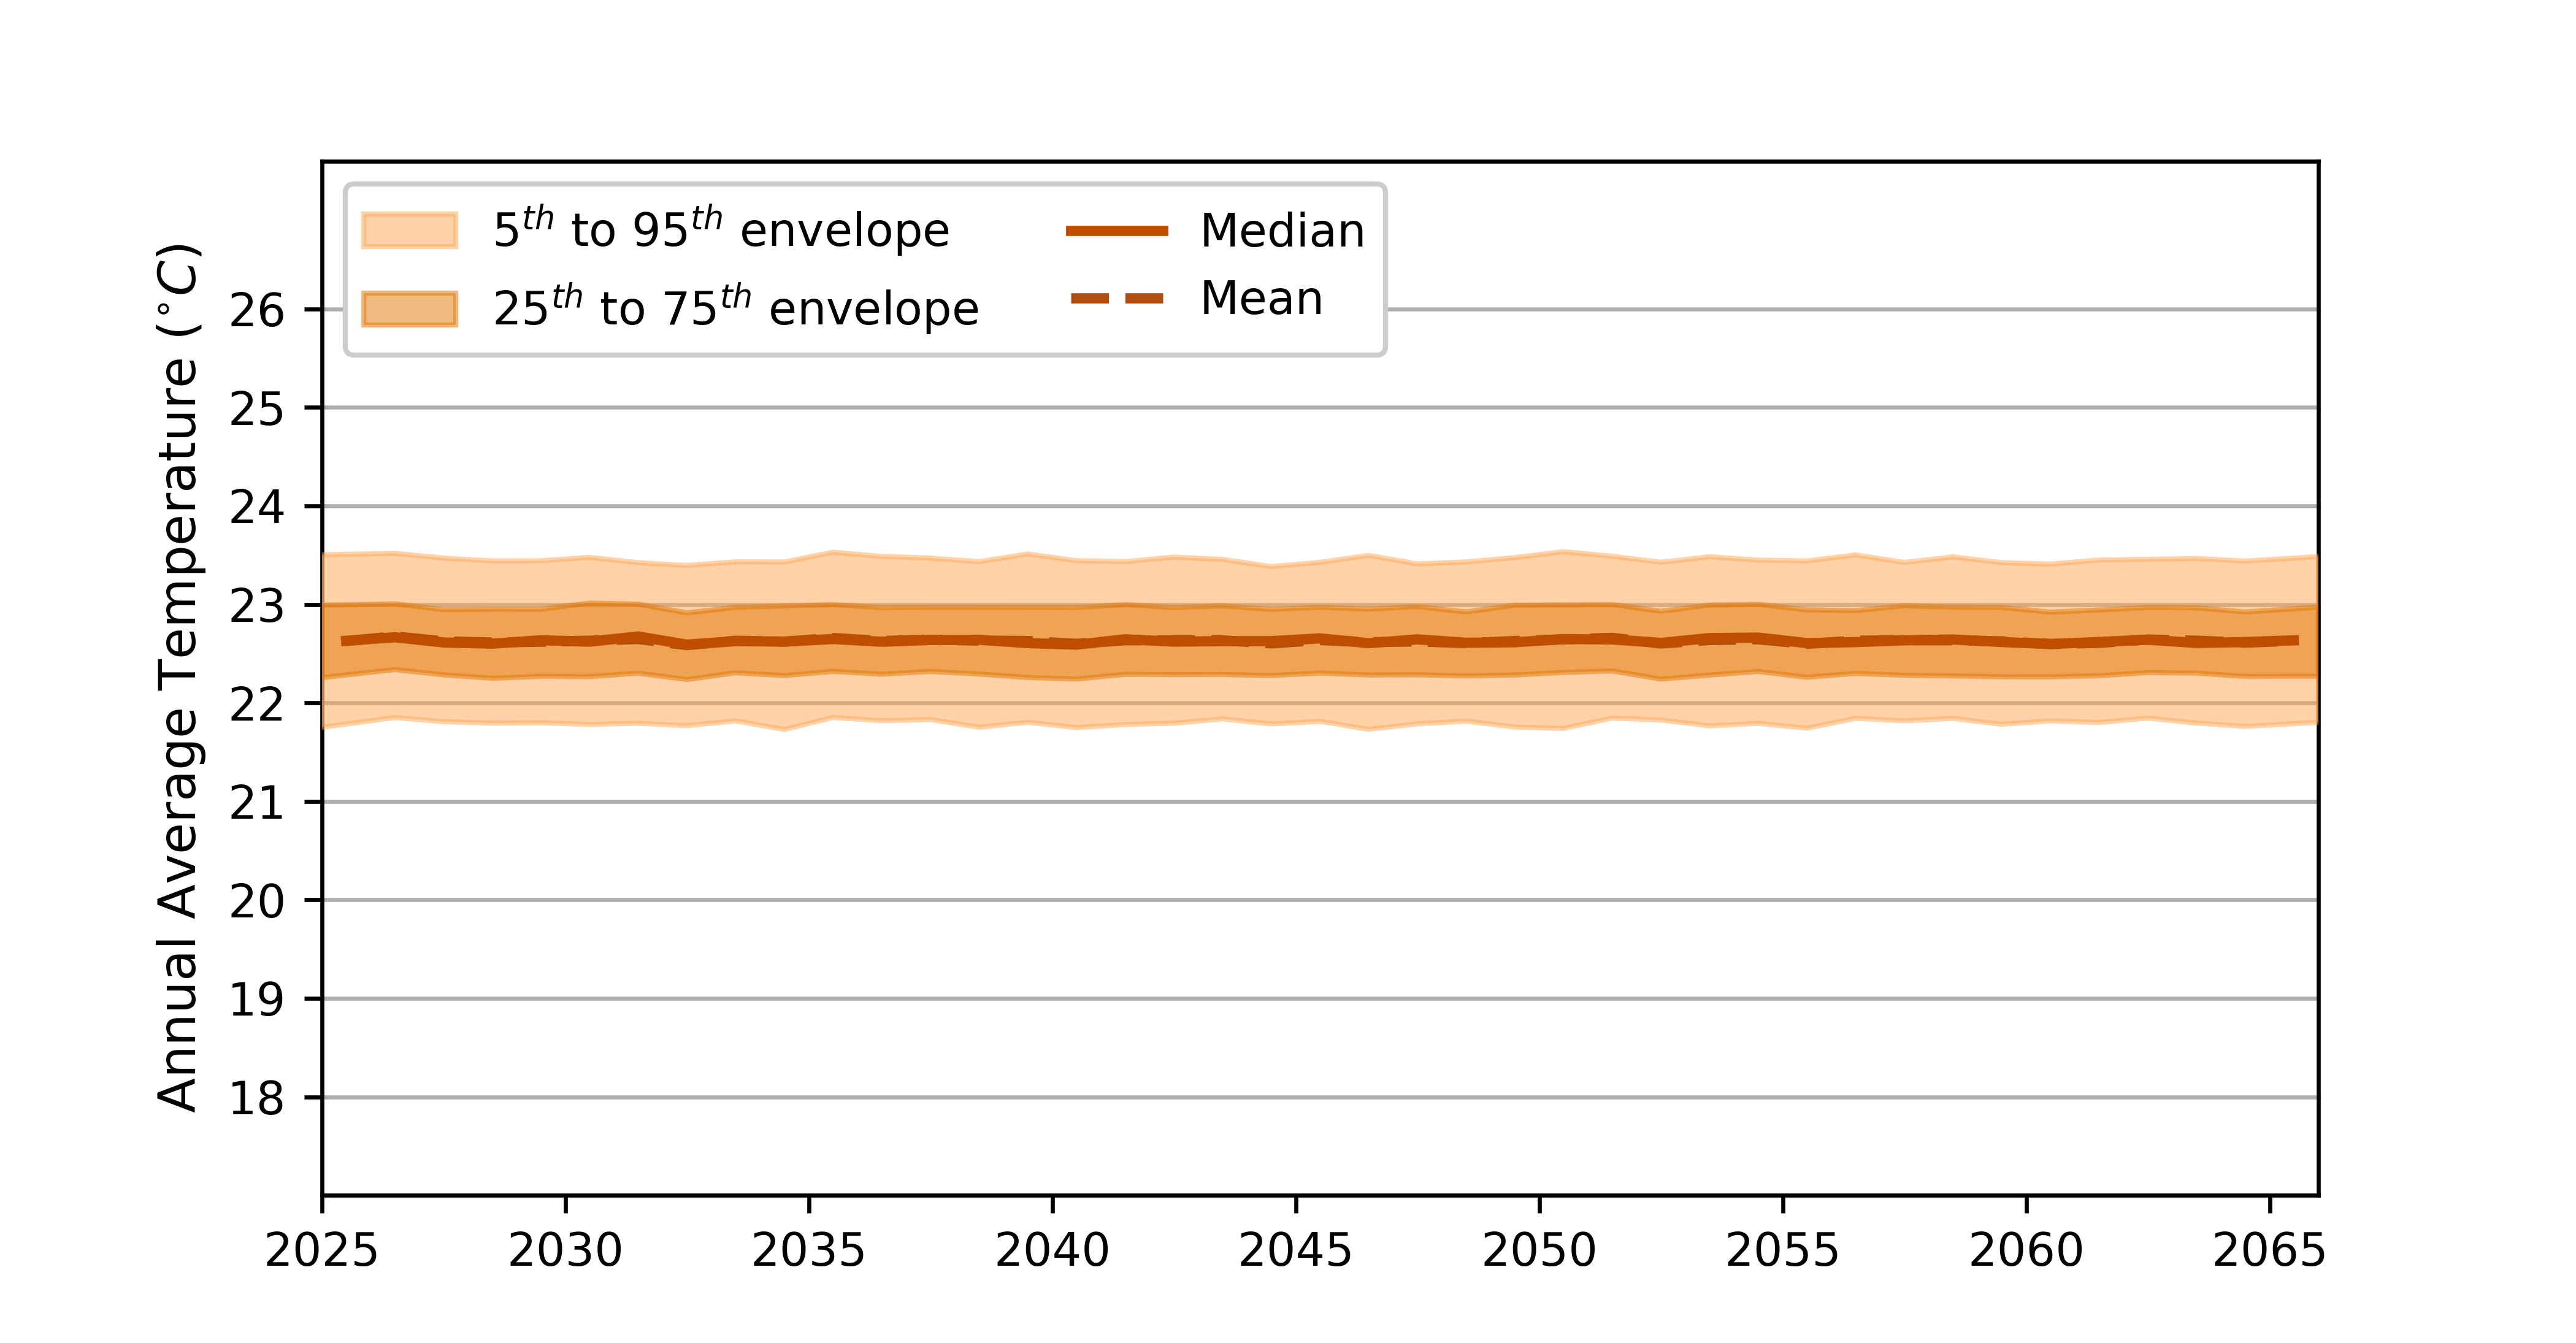 5th to 95th envelope
25th to 75th envelope
Median
Mean
Annual Average Temperature (°C)
26
25
24
23
22
21
20
19
18
2025 2030 2035 2040 2045 2050 2055 2060 2065